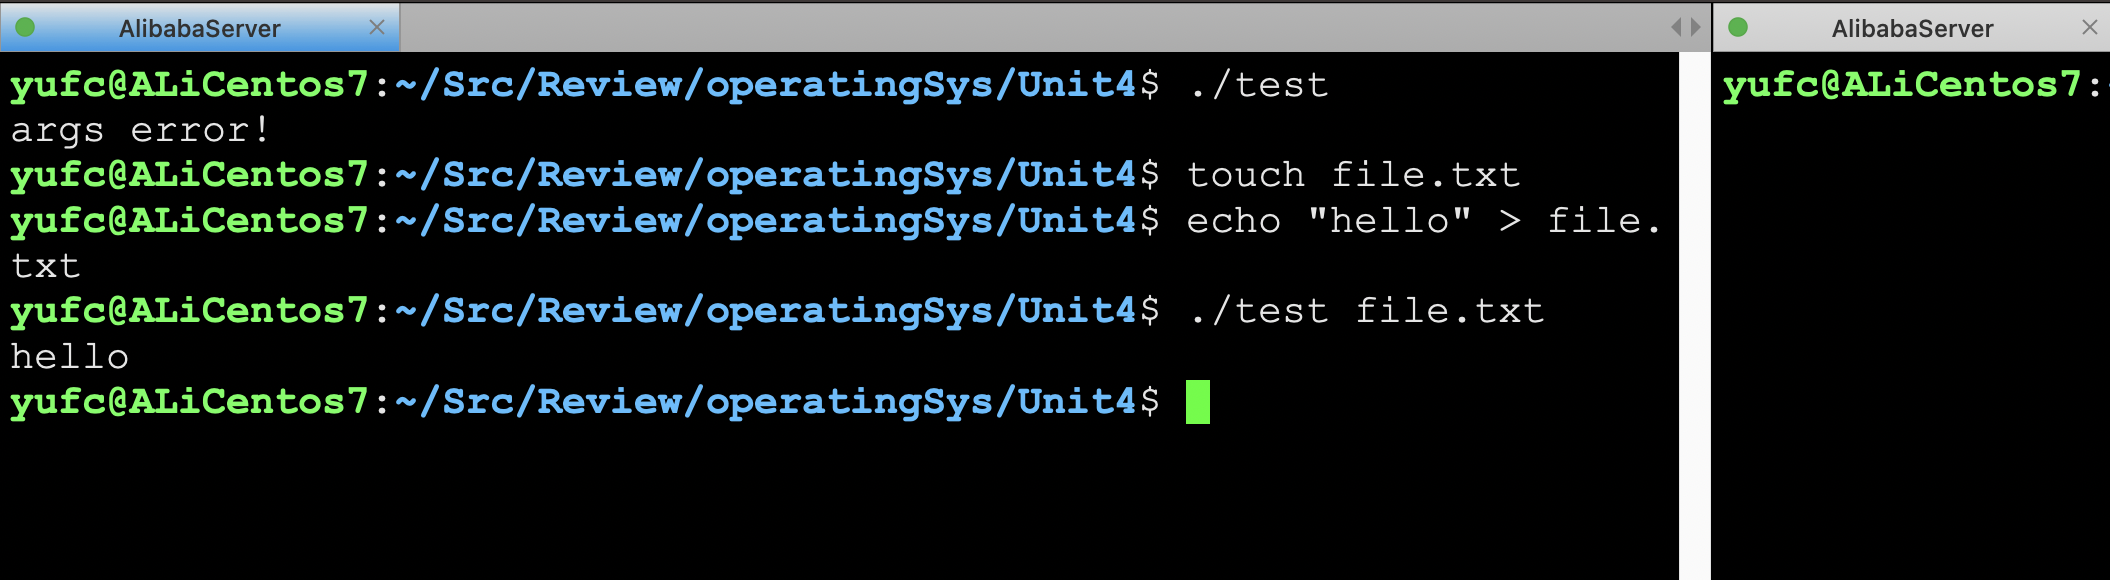 AlibabaServer
yufc@ALiCentos7:~/Src/Review/operatingSys/Unit4$ ./test
args error!
yufc@ALiCentos7:~/Src/Review/operatingSys/Unit4$ touch file.txt
yufc@ALiCentos7:~/Src/Review/operatingSys/Unit4$ echo "hello" > file.
txt
yufc@ALiCentos7:~/Src/Review/operatingSys/Unit4$ ./test file.txt
hello
yufc@ALiCentos7:~/Src/Review/operatingSys/Unit4$
AlibabaServer
yufc@ALiCentos7: